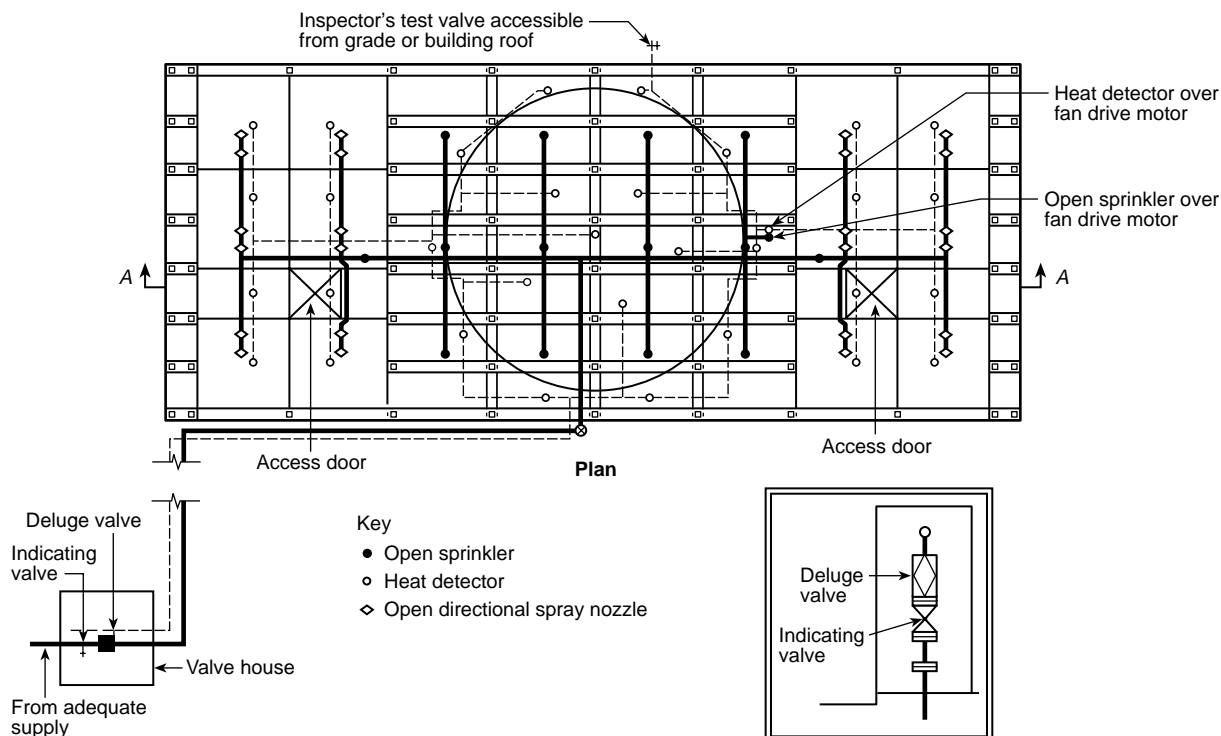 Inspector's test valve accessible
from grade or building roof
Heat detector over
fan drive motor
Open sprinkler over
fan drive motor
A
A
Access door
Access door
Plan
Deluge valve
Indicating
valve
Valve house
From adequate
supply
Key
Open sprinkler
Heat detector
Open directional spray nozzle
Deluge
valve
Indicating
valve